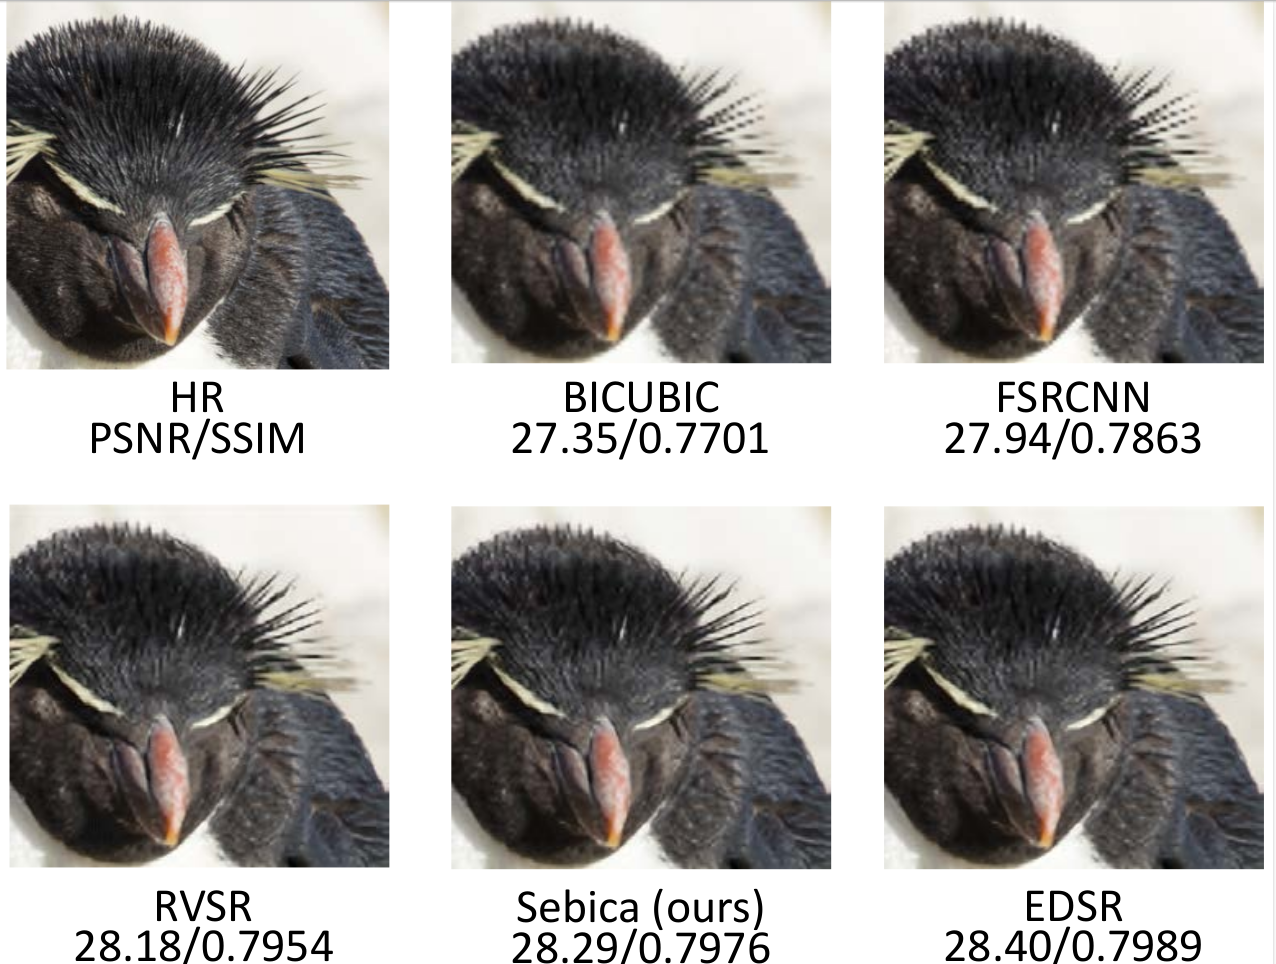 HR
PSNR/SSIM
BICUBIC
27.35/0.7701
FSRCNN
27.94/0.7863
RVSR
28.18/0.7954
Sebica (ours)
28.29/0.7976
EDSR
28.40/0.7989